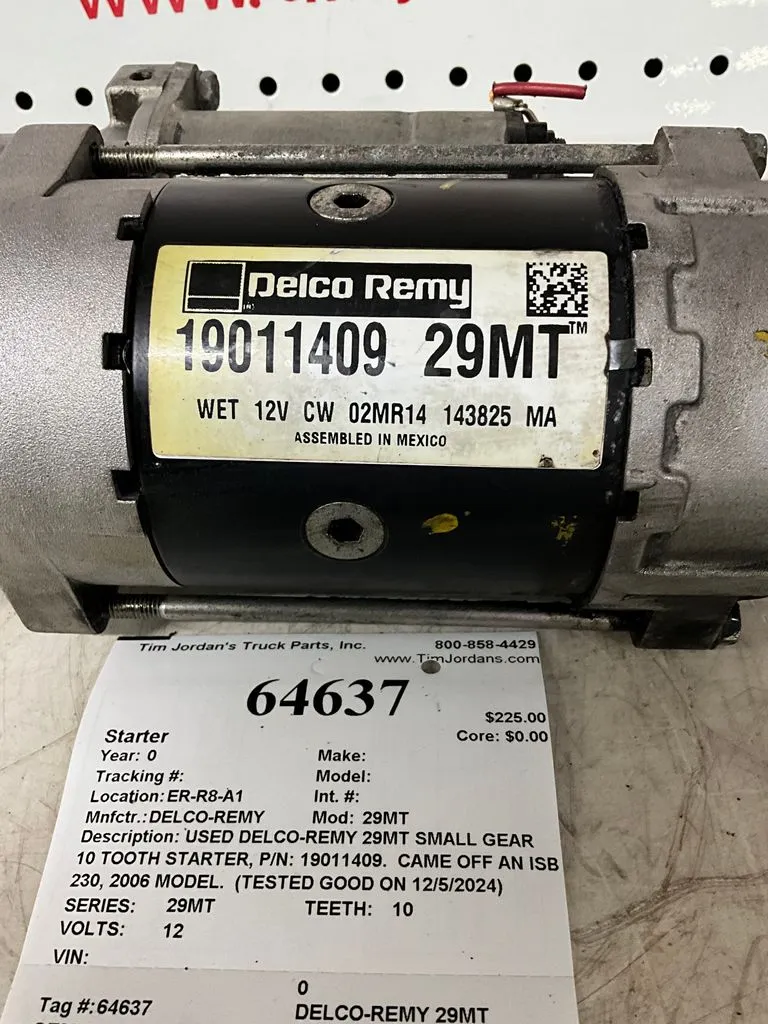 Delco Remy
19011409 29MT™
WET 12V CW 02MR14 143825 MA
ASSEMBLED IN MEXICO
Tim Jordan's Truck Parts, Inc. 800-858-4429
www.TimJordans.com
64637
$225.00
Starter Core: $0.00
Year: 0 Make:
Tracking #: Model:
Location: ER-R8-A1 Int. #:
Mnfctr.: DELCO-REMY Mod: 29MT
Description: USED DELCO-REMY 29MT SMALL GEAR
10 TOOTH STARTER, P/N: 19011409. CAME OFF AN ISB
230, 2006 MODEL. (TESTED GOOD ON 12/5/2024)
SERIES: 29MT TEETH: 10
VOLTS: 12
VIN:
0
Tag #: 64637 DELCO-REMY 29MT